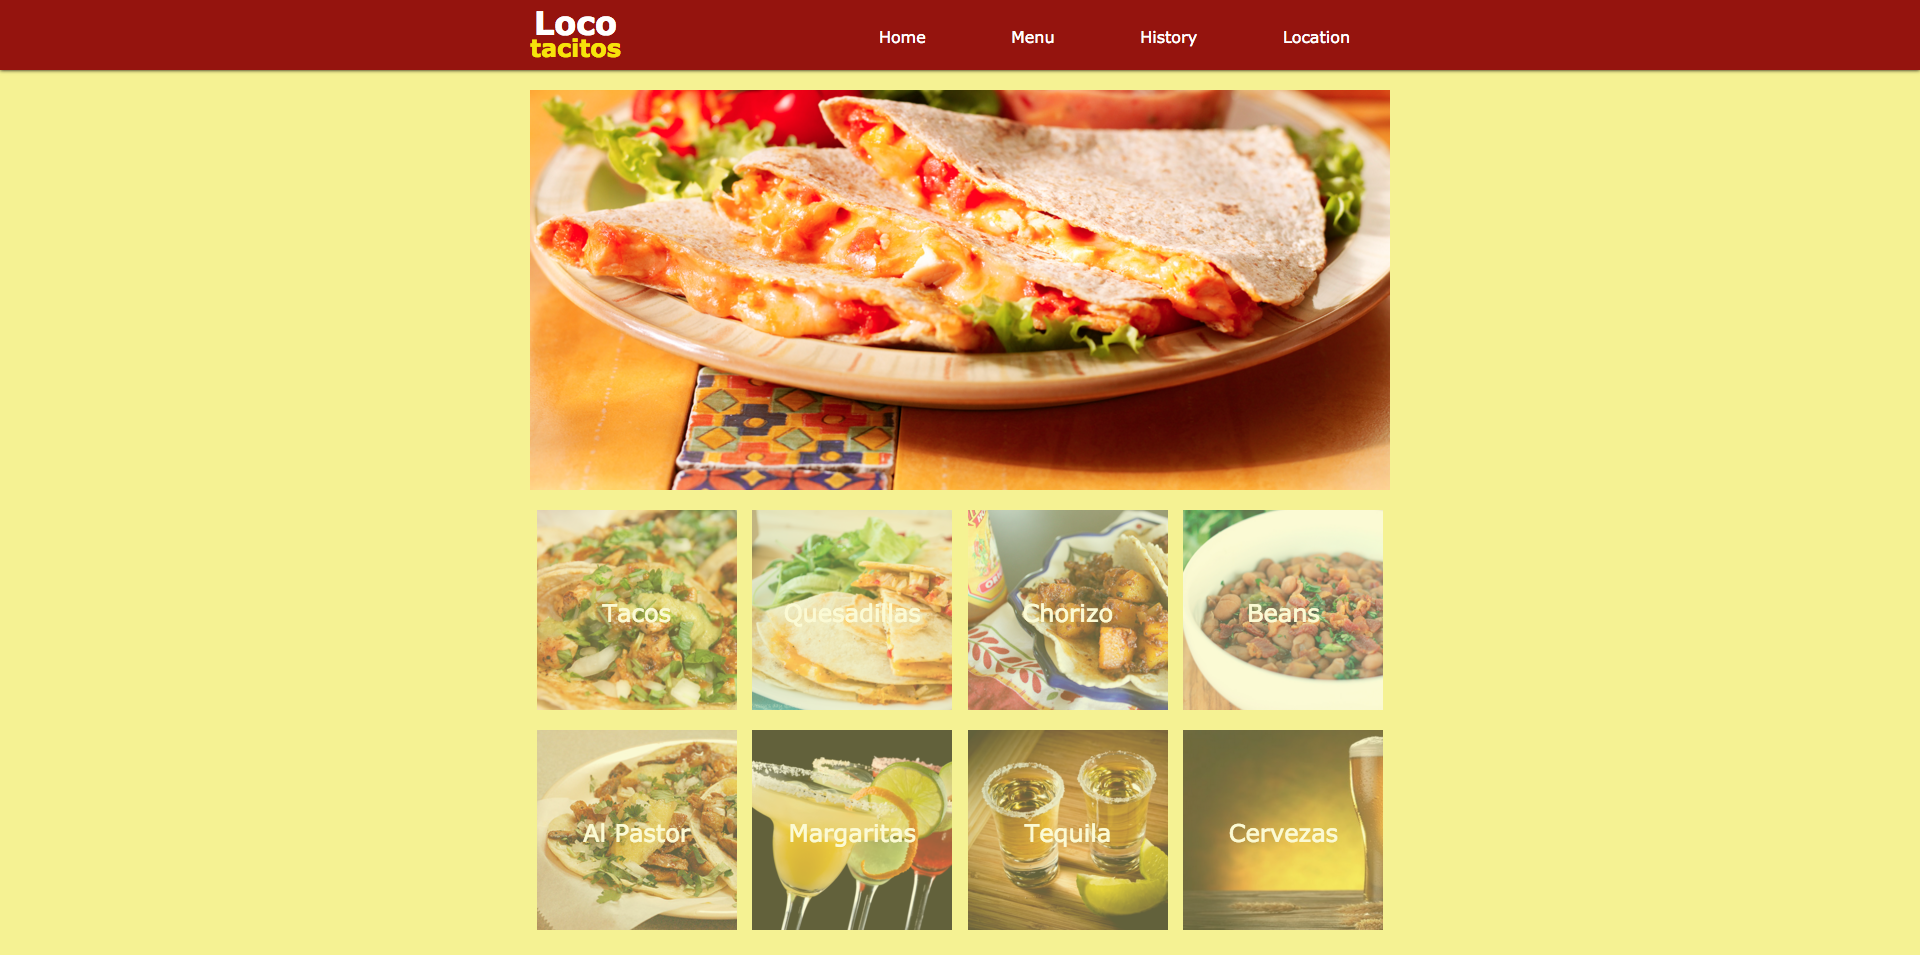 Loco
tacitos
Home Menu History Location
Tacos Quesadillas Chorizo Beans
Al Pastor Margaritas Tequila Cervezas